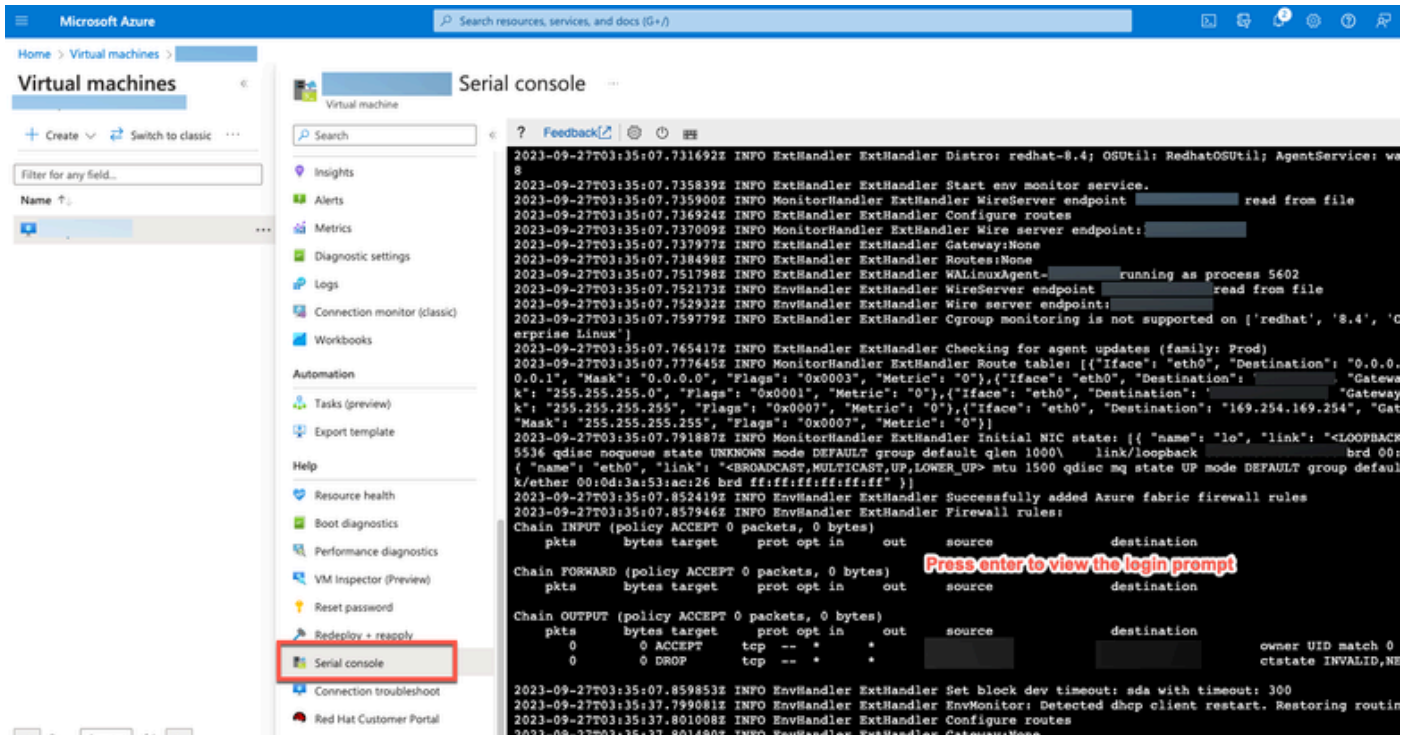 Microsoft Azure
Search resources, services, and docs (G+/)
2
Home > Virtual machines >
Virtual machines
Serial console
Virtual machine
Create
Switch to classic
Search
Filter for any field...
Name
Insights
Alerts
Metrics
Diagnostic settings
Logs
Connection monitor (classic)
Workbooks
Automation
Tasks (preview)
Export template
Help
Resource health
Boot diagnostics
Performance diagnostics
VM Inspector (Preview)
Reset password
Redeploy + reapply
Serial console
Connection troubleshoot
Red Hat Customer Portal
? Feedback
2023-09-27T03:35:07.731692Z INFO ExtHandler ExtHandler Distro: redhat-8.4; OSUtil: RedhatOSUtil; AgentService: wa
8
2023-09-27T03:35:07.735839Z INFO ExtHandler ExtHandler Start env monitor service.
2023-09-27T03:35:07.735900Z INFO MonitorHandler ExtHandler WireServer endpoint read from file
2023-09-27T03:35:07.736924Z INFO EnvHandler ExtHandler Configure routes
2023-09-27T03:35:07.737009Z INFO MonitorHandler ExtHandler Wire server endpoint:
2023-09-27T03:35:07.737977Z INFO EnvHandler ExtHandler Gateway:None
2023-09-27T03:35:07.738498Z INFO EnvHandler ExtHandler Routes:None
2023-09-27T03:35:07.751798Z INFO ExtHandler ExtHandler WALinuxAgent- running as process 5602
2023-09-27T03:35:07.752173Z INFO EnvHandler ExtHandler WireServer endpoint read from file
2023-09-27T03:35:07.752932Z INFO EnvHandler ExtHandler Wire server endpoint:
2023-09-27T03:35:07.759779Z INFO ExtHandler ExtHandler Cgroup monitoring is not supported on ['redhat', '8.4', 'O
erprise Linux']
2023-09-27T03:35:07.765417Z INFO ExtHandler ExtHandler Checking for agent updates (family: Prod)
2023-09-27T03:35:07.777645Z INFO MonitorHandler ExtHandler Route table: [{"Iface": "eth0", "Destination": "0.0.0.
0.0.1", "Mask": "0.0.0.0", "Flags": "0x0003", "Metric": "0"},{"Iface": "eth0", "Destination": "Gatewa
k": "255.255.255.0", "Flags": "0x0001", "Metric": "0"},{"Iface": "eth0", "Destination": "Gateway
k": "255.255.255.255", "Flags": "0x0007", "Metric": "0"},{"Iface": "eth0", "Destination": "169.254.169.254", "Gat
"Mask": "255.255.255.255", "Flags": "0x0007", "Metric": "0"}]
2023-09-27T03:35:07.791887Z INFO MonitorHandler ExtHandler Initial NIC state: [{ "name": "lo", "link": "<LOOPBACK
5536 qdisc noqueue state UNKNOWN mode DEFAULT group default qlen 1000\ link/loopback brd 00:
{ "name": "eth0", "link": "<BROADCAST,MULTICAST,UP,LOWER_UP> mtu 1500 qdisc mq state UP mode DEFAULT group defaul
k/ether 00:0d:3a:53:ac:26 brd ff:ff:ff:ff:ff:ff" }]
2023-09-27T03:35:07.852419Z INFO EnvHandler ExtHandler Successfully added Azure fabric firewall rules
2023-09-27T03:35:07.857946Z INFO EnvHandler ExtHandler Firewall rules:
Chain INPUT (policy ACCEPT 0 packets, 0 bytes)
pkts bytes target prot opt in out source destination
Press enter to view the login prompt
Chain FORWARD (policy ACCEPT 0 packets, 0 bytes)
pkts bytes target prot opt in out source destination
Chain OUTPUT (policy ACCEPT 0 packets, 0 bytes)
pkts bytes target prot opt in out source destination
0 0 ACCEPT tcp -- * * owner UID match 0
0 0 DROP tcp -- * * ctstate INVALID,NE
2023-09-27T03:35:07.859853Z INFO EnvHandler ExtHandler Set block dev timeout: sda with timeout: 300
2023-09-27T03:35:37.799081Z INFO EnvHandler ExtHandler EnvMonitor: Detected dhcp client restart. Restoring routin
2023-09-27T03:35:37.801008Z INFO EnvHandler ExtHandler Configure routes